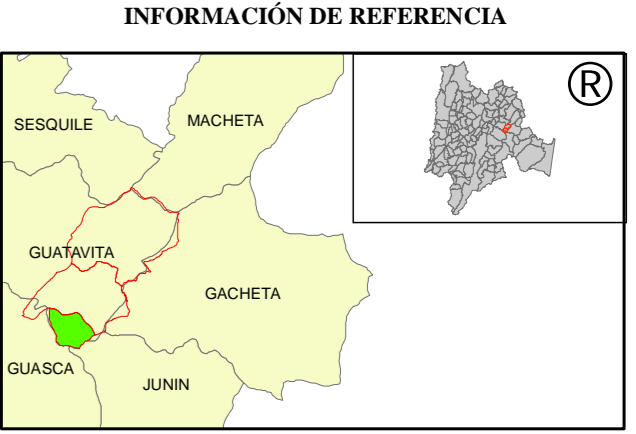 INFORMACIÓN DE REFERENCIA
®
SESQUILE
MACHETA
GUATAVITA
GACHETA
GUASCA
JUNIN